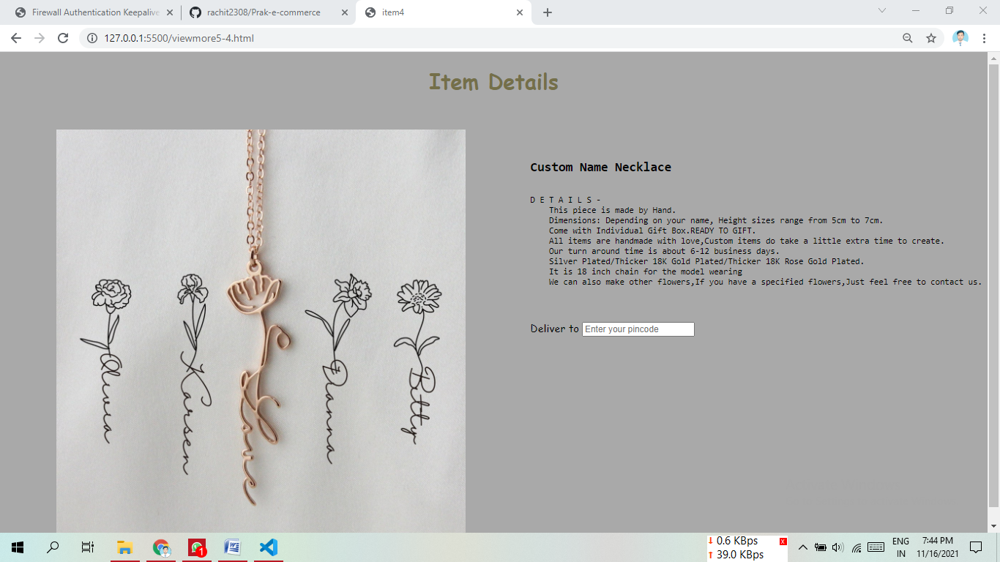 Firewall Authentication Keepalive
rachit2308/Prak-e-commerce
item4
127.0.0.1:5500/viewmore5-4.html
Item Details
Custom Name Necklace
D E T A I L S -
This piece is made by Hand.
Dimensions: Depending on your name, Height sizes range from 5cm to 7cm.
Come with Individual Gift Box.READY TO GIFT.
All items are handmade with love,Custom items do take a little extra time to create.
Our turn around time is about 6-12 business days.
Silver Plated/Thicker 18K Gold Plated/Thicker 18K Rose Gold Plated.
It is 18 inch chain for the model wearing
We can also make other flowers,If you have a specified flowers,Just feel free to contact us.
Deliver to Enter your pincode
Olivia
Karsen
Danna
Bitty
1
0.6 KBps
39.0 KBps
ENG
IN
7:44 PM
11/16/2021